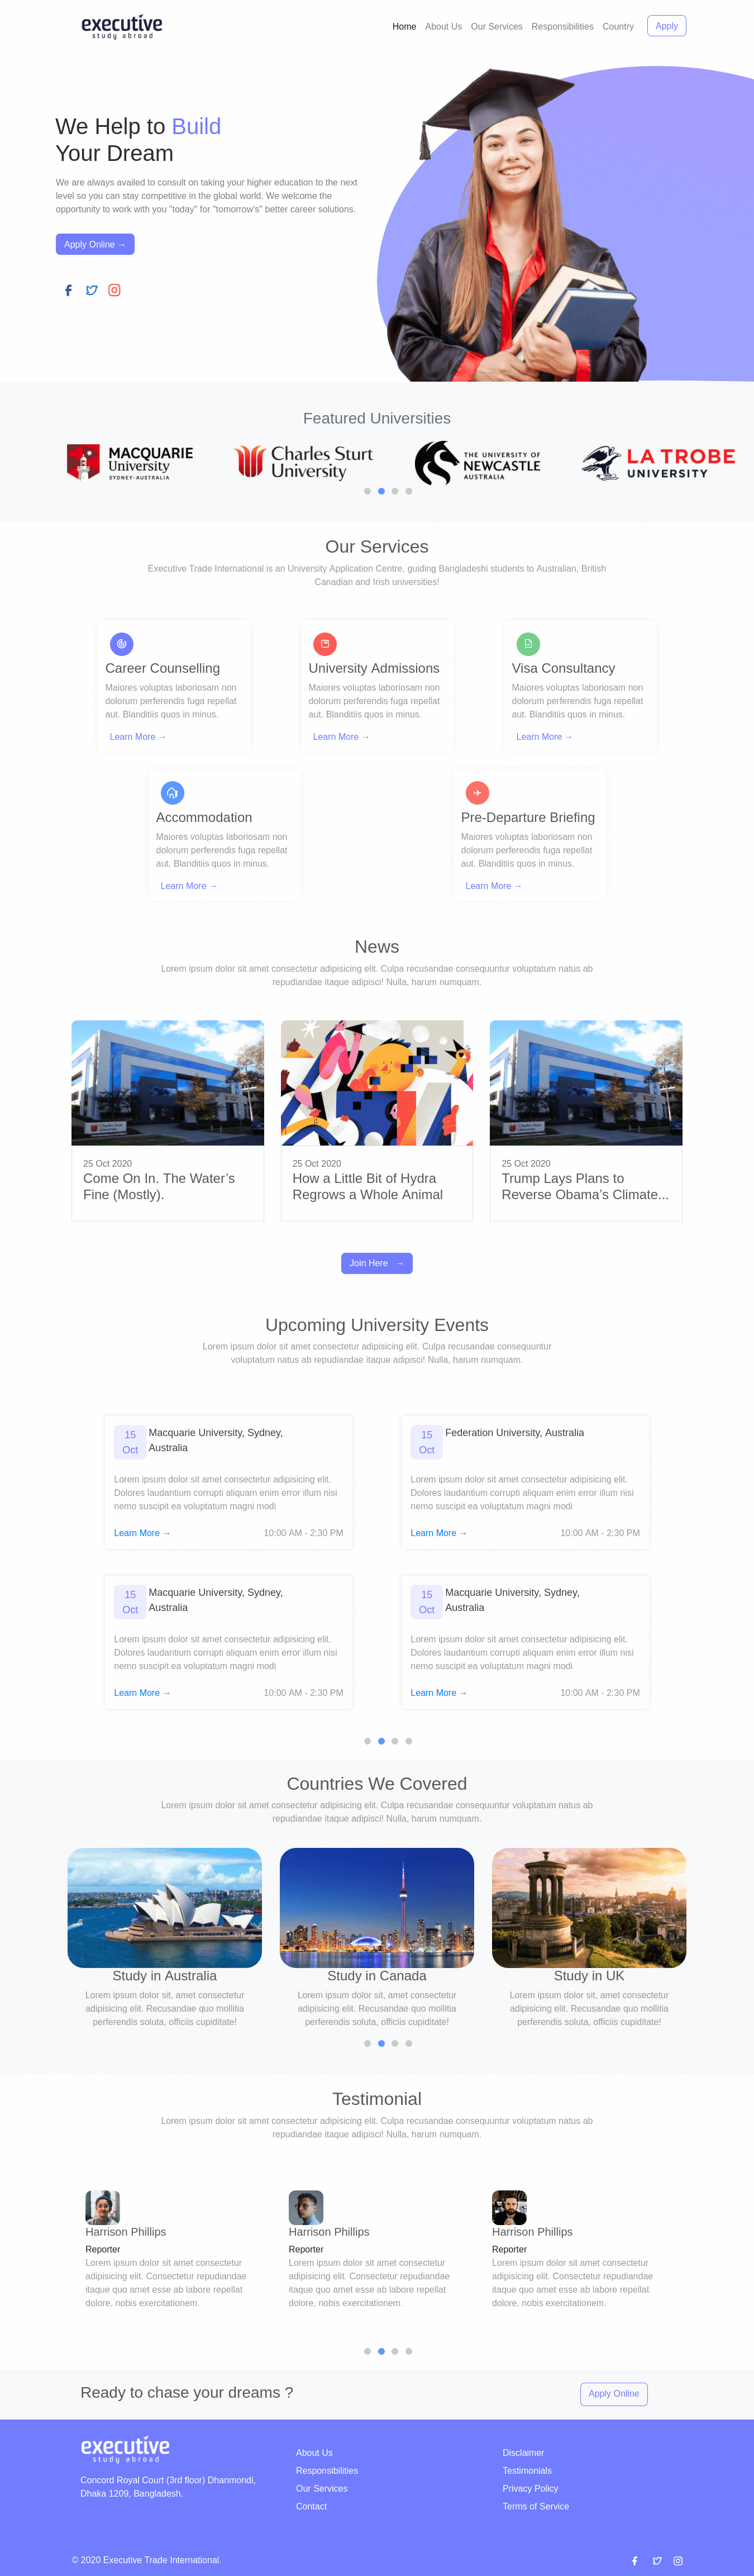 executive
study abroad
Home About Us Our Services Responsibilities Country Apply
We Help to Build
Your Dream
We are always availed to consult on taking your higher education to the next
level so you can stay competitive in the global world. We welcome the
opportunity to work with you "today" for "tomorrow's" better career solutions.
Apply Online →
Featured Universities
MACQUARIE
University
SYDNEY-AUSTRALIA
Charles Sturt
University
THE UNIVERSITY OF
NEWCASTLE
AUSTRALIA
LA TROBE
UNIVERSITY
Our Services
Executive Trade International is an University Application Centre, guiding Bangladeshi students to Australian, British
Canadian and Irish universities!
Career Counselling
Maiores voluptas laboriosam non
dolorum perferendis fuga repellat
aut. Blanditiis quos in minus.
Learn More →
University Admissions
Maiores voluptas laboriosam non
dolorum perferendis fuga repellat
aut. Blanditiis quos in minus.
Learn More →
Visa Consultancy
Maiores voluptas laboriosam non
dolorum perferendis fuga repellat
aut. Blanditiis quos in minus.
Learn More →
Accommodation
Maiores voluptas laboriosam non
dolorum perferendis fuga repellat
aut. Blanditiis quos in minus.
Learn More →
Pre-Departure Briefing
Maiores voluptas laboriosam non
dolorum perferendis fuga repellat
aut. Blanditiis quos in minus.
Learn More →
News
Lorem ipsum dolor sit amet consectetur adipisicing elit. Culpa recusandae consequuntur voluptatum natus ab
repudiandae itaque adipisci! Nulla, harum numquam.
25 Oct 2020
Come On In. The Water’s
Fine (Mostly).
25 Oct 2020
How a Little Bit of Hydra
Regrows a Whole Animal
25 Oct 2020
Trump Lays Plans to
Reverse Obama’s Climate...
Join Here →
Upcoming University Events
Lorem ipsum dolor sit amet consectetur adipisicing elit. Culpa recusandae consequuntur
voluptatum natus ab repudiandae itaque adipisci! Nulla, harum numquam.
15
Oct
Macquarie University, Sydney,
Australia
Lorem ipsum dolor sit amet consectetur adipisicing elit.
Dolores laudantium corrupti aliquam enim error illum nisi
nemo suscipit ea voluptatum magni modi
Learn More → 10:00 AM - 2:30 PM
15
Oct
Federation University, Australia
Lorem ipsum dolor sit amet consectetur adipisicing elit.
Dolores laudantium corrupti aliquam enim error illum nisi
nemo suscipit ea voluptatum magni modi
Learn More → 10:00 AM - 2:30 PM
15
Oct
Macquarie University, Sydney,
Australia
Lorem ipsum dolor sit amet consectetur adipisicing elit.
Dolores laudantium corrupti aliquam enim error illum nisi
nemo suscipit ea voluptatum magni modi
Learn More → 10:00 AM - 2:30 PM
15
Oct
Macquarie University, Sydney,
Australia
Lorem ipsum dolor sit amet consectetur adipisicing elit.
Dolores laudantium corrupti aliquam enim error illum nisi
nemo suscipit ea voluptatum magni modi
Learn More → 10:00 AM - 2:30 PM
Countries We Covered
Lorem ipsum dolor sit amet consectetur adipisicing elit. Culpa recusandae consequuntur voluptatum natus ab
repudiandae itaque adipisci! Nulla, harum numquam.
Study in Australia
Lorem ipsum dolor sit, amet consectetur
adipisicing elit. Recusandae quo mollitia
perferendis soluta, officiis cupiditate!
Study in Canada
Lorem ipsum dolor sit, amet consectetur
adipisicing elit. Recusandae quo mollitia
perferendis soluta, officiis cupiditate!
Study in UK
Lorem ipsum dolor sit, amet consectetur
adipisicing elit. Recusandae quo mollitia
perferendis soluta, officiis cupiditate!
Testimonial
Lorem ipsum dolor sit amet consectetur adipisicing elit. Culpa recusandae consequuntur voluptatum natus ab
repudiandae itaque adipisci! Nulla, harum numquam.
Harrison Phillips
Reporter
Lorem ipsum dolor sit amet consectetur
adipisicing elit. Consectetur repudiandae
itaque quo amet esse ab labore repellat
dolore, nobis exercitationem.
Harrison Phillips
Reporter
Lorem ipsum dolor sit amet consectetur
adipisicing elit. Consectetur repudiandae
itaque quo amet esse ab labore repellat
dolore, nobis exercitationem.
Harrison Phillips
Reporter
Lorem ipsum dolor sit amet consectetur
adipisicing elit. Consectetur repudiandae
itaque quo amet esse ab labore repellat
dolore, nobis exercitationem.
Ready to chase your dreams ?
Apply Online
executive
study abroad
Concord Royal Court (3rd floor) Dhanmondi,
Dhaka 1209, Bangladesh.
About Us
Responsibilities
Our Services
Contact
Disclaimer
Testimonials
Privacy Policy
Terms of Service
© 2020 Executive Trade International.